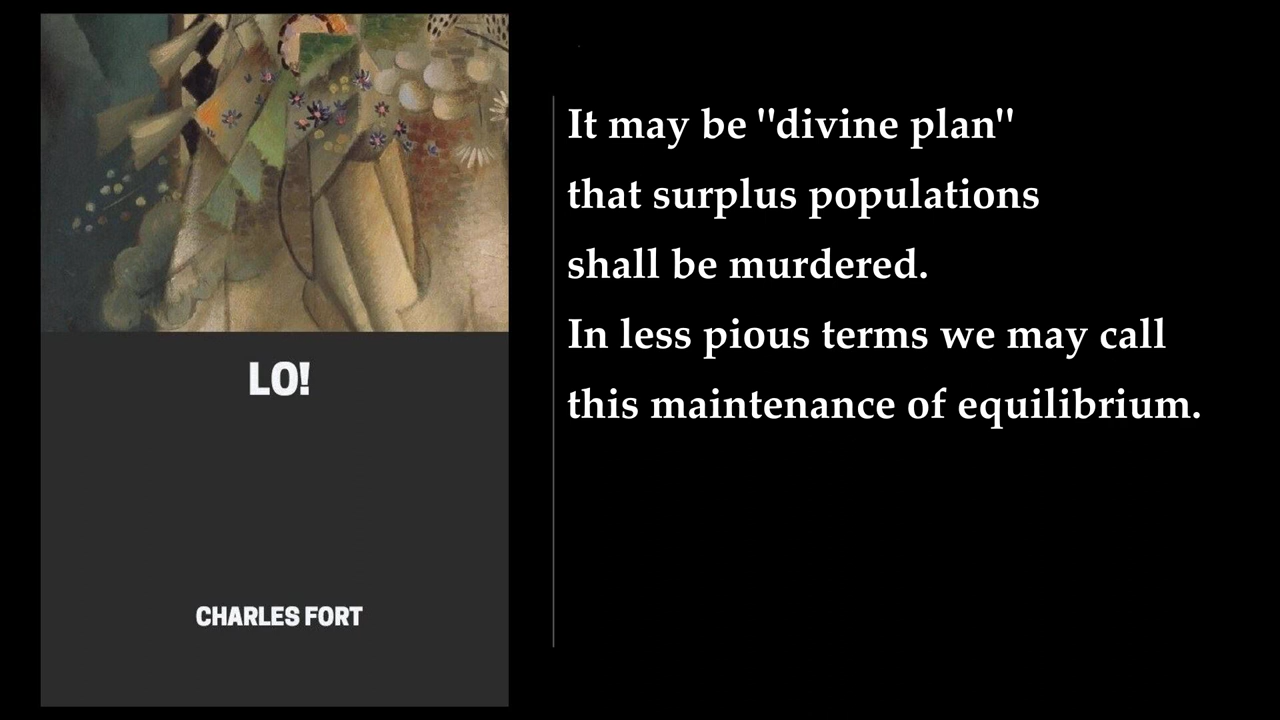 LO!
CHARLES FORT
It may be "divine plan"
that surplus populations
shall be murdered.
In less pious terms we may call
this maintenance of equilibrium.